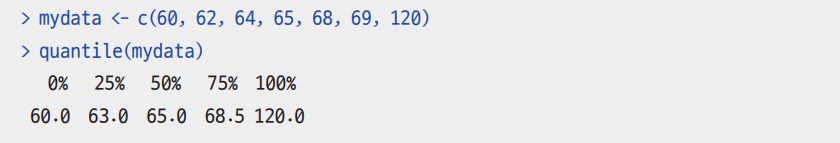 > mydata <- c(60, 62, 64, 65, 68, 69, 120)
> quantile(mydata)
0% 25% 50% 75% 100%
60.0 63.0 65.0 68.5 120.0